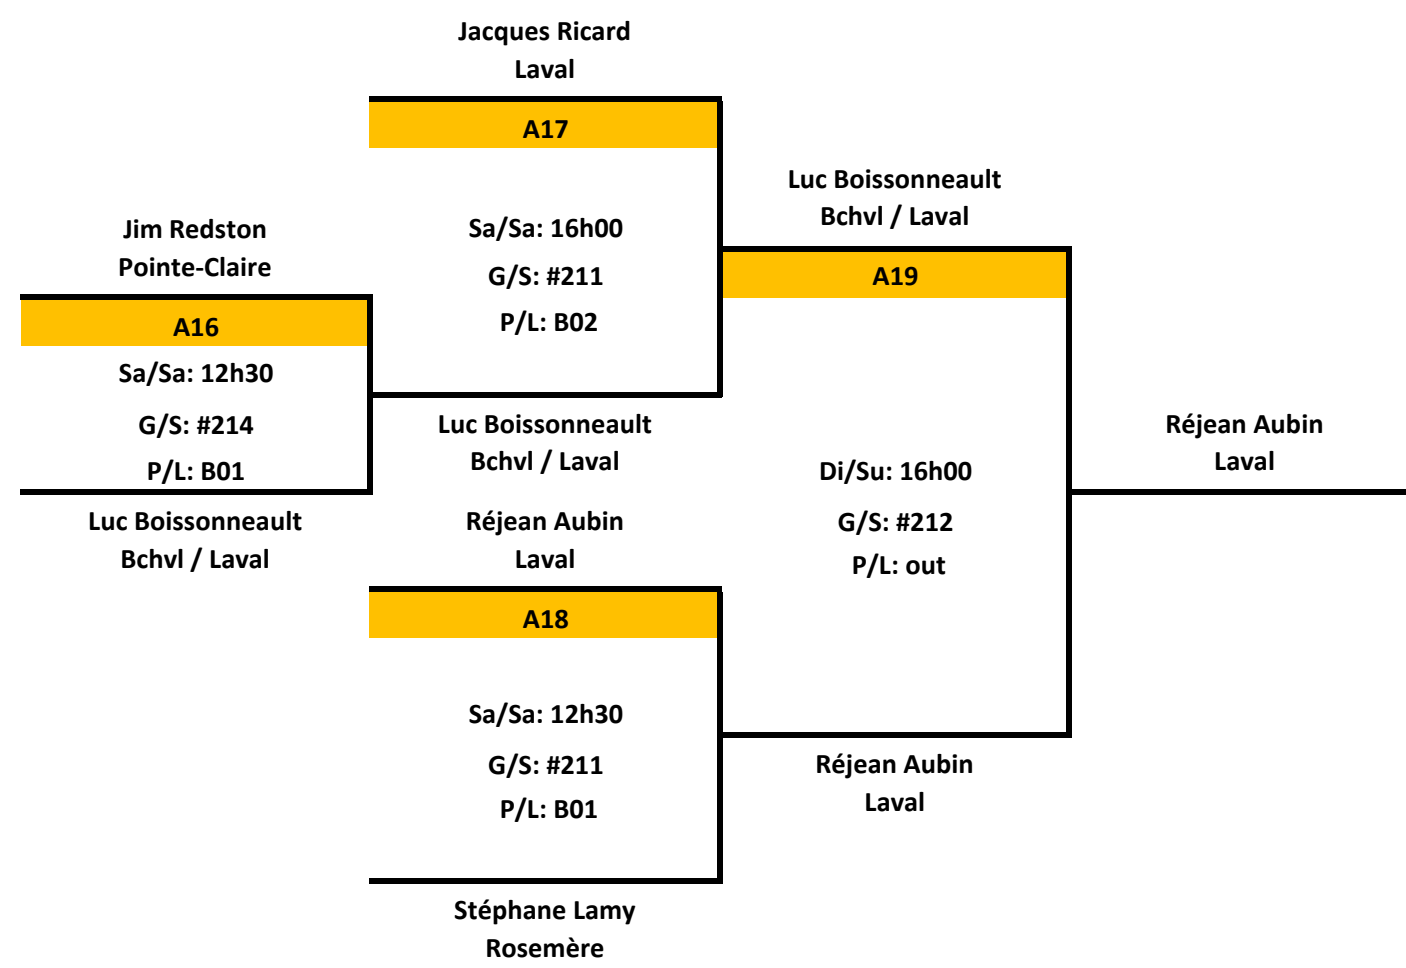 Jacques Ricard
Laval
A17
Sa/Sa: 16h00
G/S: #211
P/L: B02
Jim Redston
Pointe-Claire
A16
Sa/Sa: 12h30
G/S: #214
P/L: B01
Luc Boissonneault
Bchvl / Laval
Luc Boissonneault
Bchvl / Laval
Luc Boissonneault
Bchvl / Laval
A19
Di/Su: 16h00
G/S: #212
P/L: out
Réjean Aubin
Laval
Réjean Aubin
Laval
A18
Sa/Sa: 12h30
G/S: #211
P/L: B01
Stéphane Lamy
Rosemère
Réjean Aubin
Laval